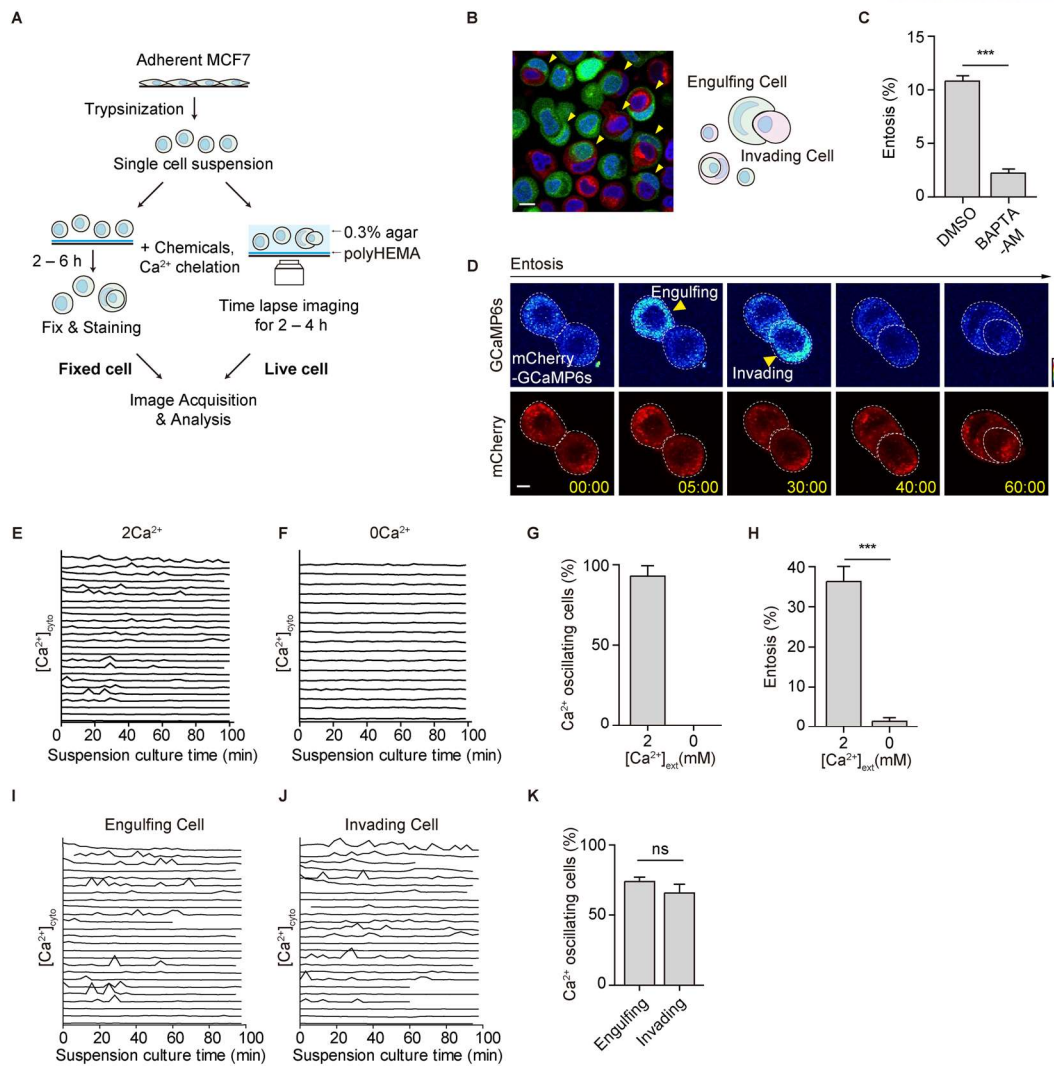 A
Adherent MCF7
Trypsinization
Single cell suspension
2 – 6 h
+ Chemicals,
Ca²⁺ chelation
0.3% agar
polyHEMA
Fix & Staining
Time lapse imaging
for 2 – 4 h
Fixed cell
Live cell
Image Acquisition
& Analysis
B
Engulfing Cell
Invading Cell
C
Entosis (%)
15
10
5
0
***
DMSO
BAPTA
-AM
D
Entosis
GCaMP6s
mCherry
-GCaMP6s
Engulfing
Invading
mCherry
00:00
05:00
30:00
40:00
60:00
E
2Ca²⁺
[Ca²⁺]cyto
0 20 40 60 80 100
Suspension culture time (min)
F
0Ca²⁺
[Ca²⁺]cyto
0 20 40 60 80 100
Suspension culture time (min)
G
Ca²⁺ oscillating cells (%)
100
50
0
2 0
[Ca²⁺]ext(mM)
H
Entosis (%)
40
30
20
10
0
***
2 0
[Ca²⁺]ext(mM)
I
Engulfing Cell
[Ca²⁺]cyto
0 20 40 60 80 100
Suspension culture time (min)
J
Invading Cell
[Ca²⁺]cyto
0 20 40 60 80 100
Suspension culture time (min)
K
Ca²⁺ oscillating cells (%)
100
50
0
ns
Engulfing
Invading